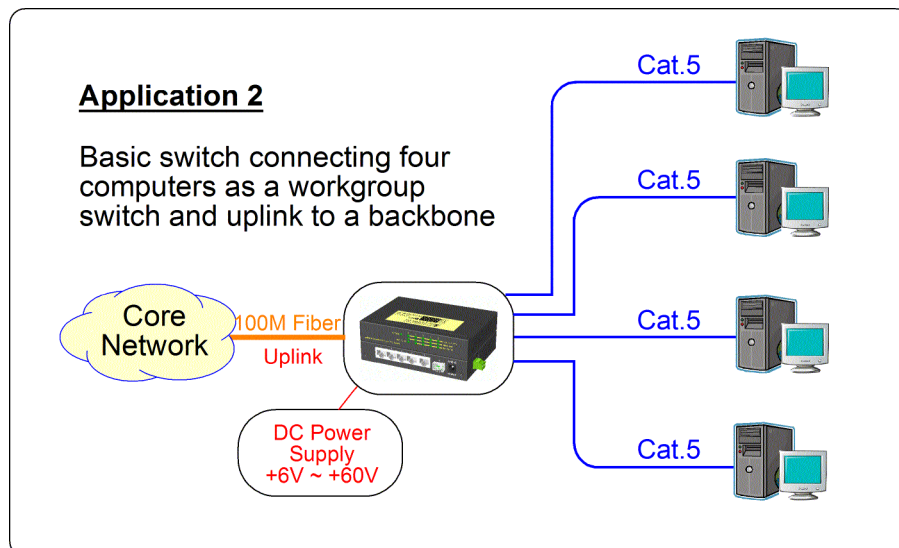 Application 2
Basic switch connecting four
computers as a workgroup
switch and uplink to a backbone
Core
Network
100M Fiber
Uplink
DC Power
Supply
+6V ~ +60V
Cat.5
Cat.5
Cat.5
Cat.5